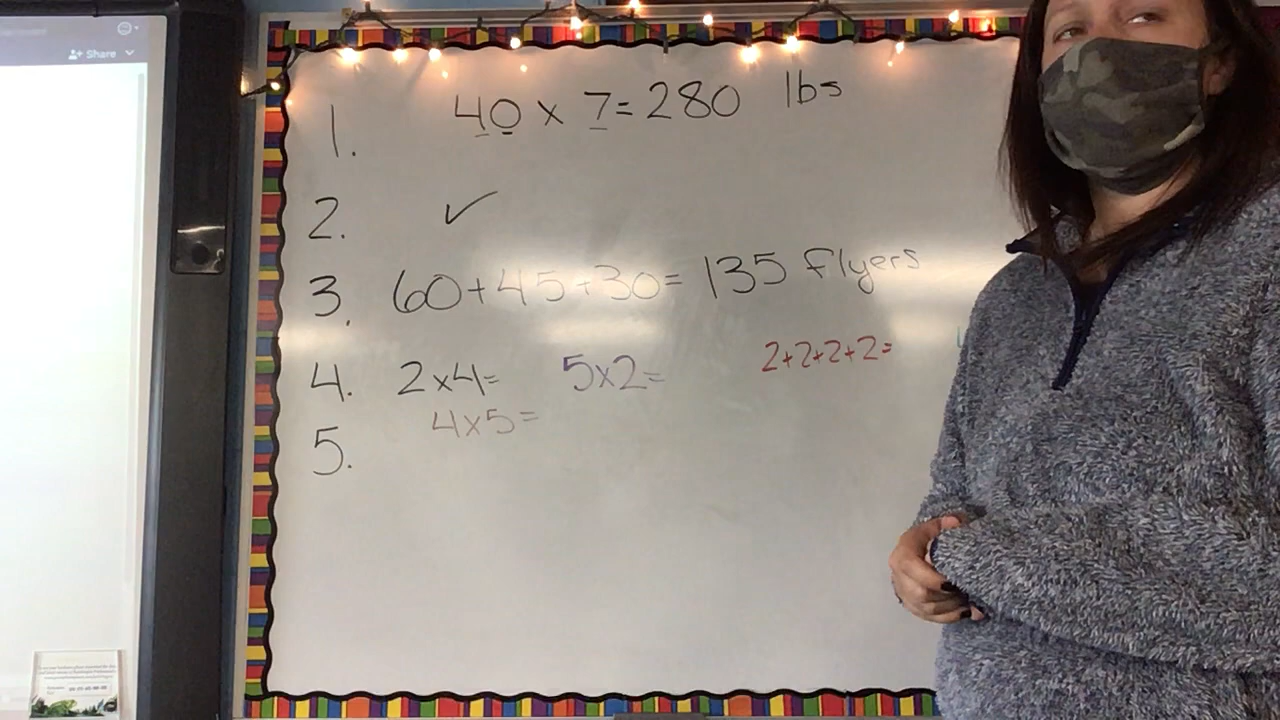 Share
1. 40 x 7 = 280 lbs
2. ✓
3. 60+45+30= 135 flyers
4. 2x4= 5x2= 2+2+2+2=
4x5=
5.